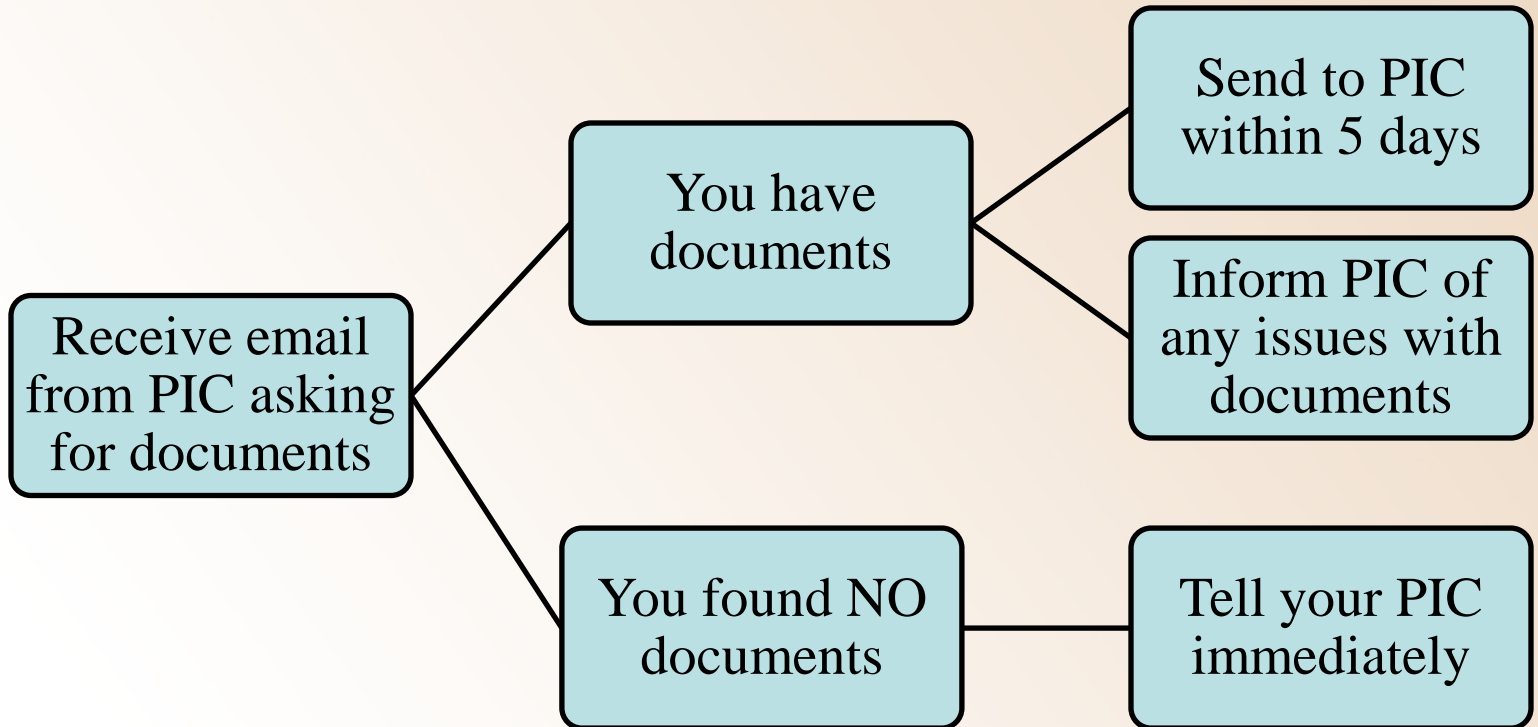 Receive email
from PIC asking
for documents
You have
documents
Send to PIC
within 5 days
Inform PIC of
any issues with
documents
You found NO
documents
Tell your PIC
immediately